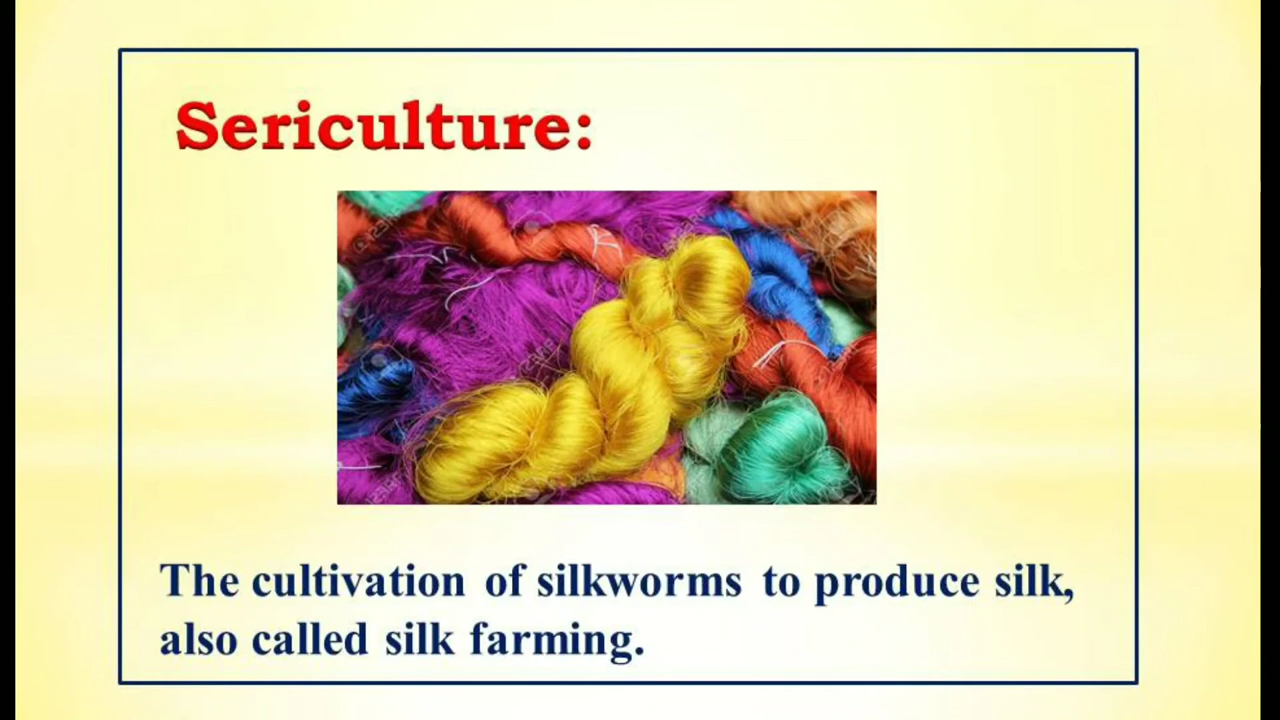 Sericulture:
The cultivation of silkworms to produce silk,
also called silk farming.